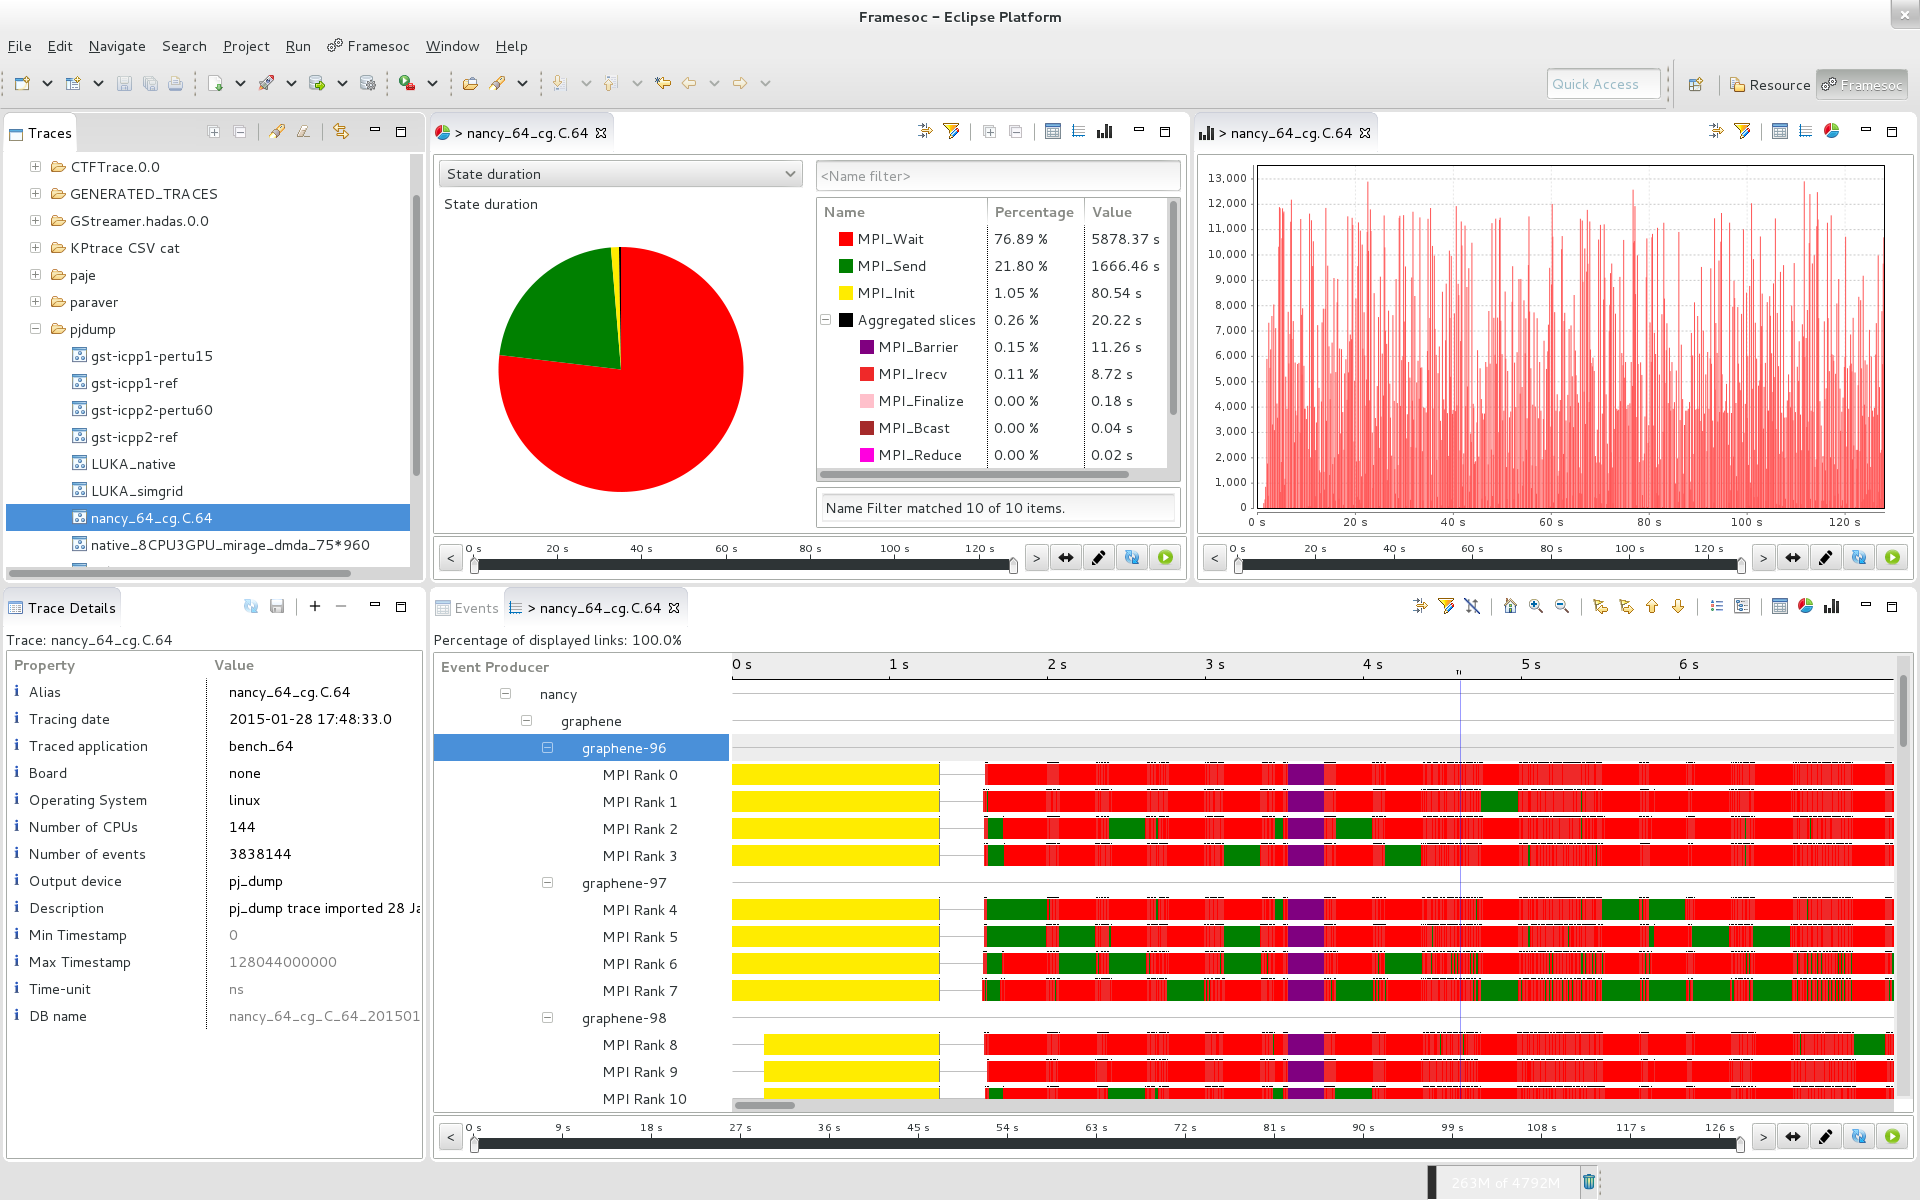 Framesoc - Eclipse Platform
File Edit Navigate Search Project Run Framesoc Window Help
Quick Access Resource Framesoc
Traces
CTFTrace.0.0
GENERATED_TRACES
GStreamer.hadas.0.0
KPtrace CSV cat
paje
paraver
pjdump
gst-icpp1-pertu15
gst-icpp1-ref
gst-icpp2-pertu60
gst-icpp2-ref
LUKA_native
LUKA_simgrid
nancy_64_cg.C.64
native_8CPU3GPU_mirage_dmda_75*960
> nancy_64_cg.C.64
State duration
<Name filter>
State duration
Name Percentage Value
MPI_Wait 76.89 % 5878.37 s
MPI_Send 21.80 % 1666.46 s
MPI_Init 1.05 % 80.54 s
Aggregated slices 0.26 % 20.22 s
MPI_Barrier 0.15 % 11.26 s
MPI_Irecv 0.11 % 8.72 s
MPI_Finalize 0.00 % 0.18 s
MPI_Bcast 0.00 % 0.04 s
MPI_Reduce 0.00 % 0.02 s
Name Filter matched 10 of 10 items.
< 0 s 20 s 40 s 60 s 80 s 100 s 120 s >
> nancy_64_cg.C.64
13,000
12,000
11,000
10,000
9,000
8,000
7,000
6,000
5,000
4,000
3,000
2,000
1,000
0
0 s 20 s 40 s 60 s 80 s 100 s 120 s
< 0 s 20 s 40 s 60 s 80 s 100 s 120 s >
Trace Details
Trace: nancy_64_cg.C.64
Property Value
Alias nancy_64_cg.C.64
Tracing date 2015-01-28 17:48:33.0
Traced application bench_64
Board none
Operating System linux
Number of CPUs 144
Number of events 3838144
Output device pj_dump
Description pj_dump trace imported 28 Ja
Min Timestamp 0
Max Timestamp 128044000000
Time-unit ns
DB name nancy_64_cg_C_64_201501
Events > nancy_64_cg.C.64
Percentage of displayed links: 100.0%
Event Producer 0 s 1 s 2 s 3 s 4 s 5 s 6 s
nancy
graphene
graphene-96
MPI Rank 0
MPI Rank 1
MPI Rank 2
MPI Rank 3
graphene-97
MPI Rank 4
MPI Rank 5
MPI Rank 6
MPI Rank 7
graphene-98
MPI Rank 8
MPI Rank 9
MPI Rank 10
< 0 s 9 s 18 s 27 s 36 s 45 s 54 s 63 s 72 s 81 s 90 s 99 s 108 s 117 s 126 s >
263M of 4792M